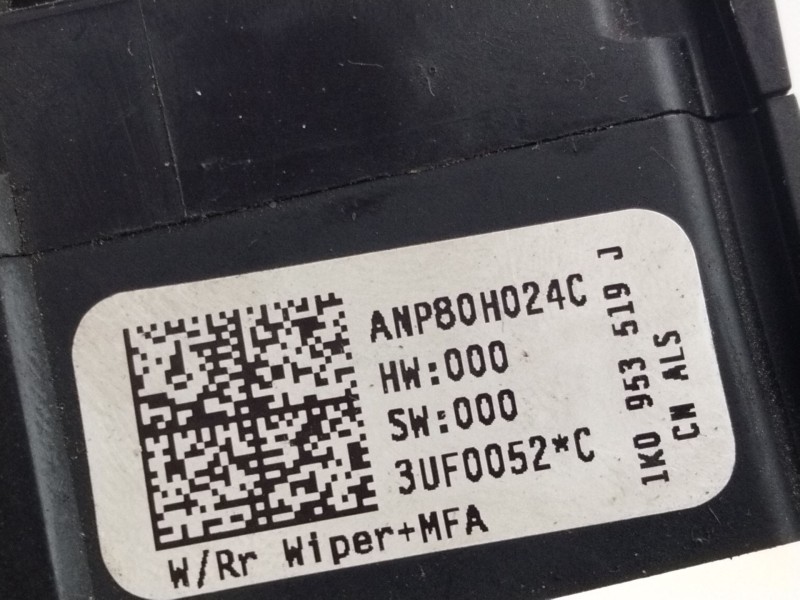 ANP80H024C
HW:000
SW:000
3UF0052*C
W/Rr Wiper+MFA
1K0 953 519 J
CN ALS